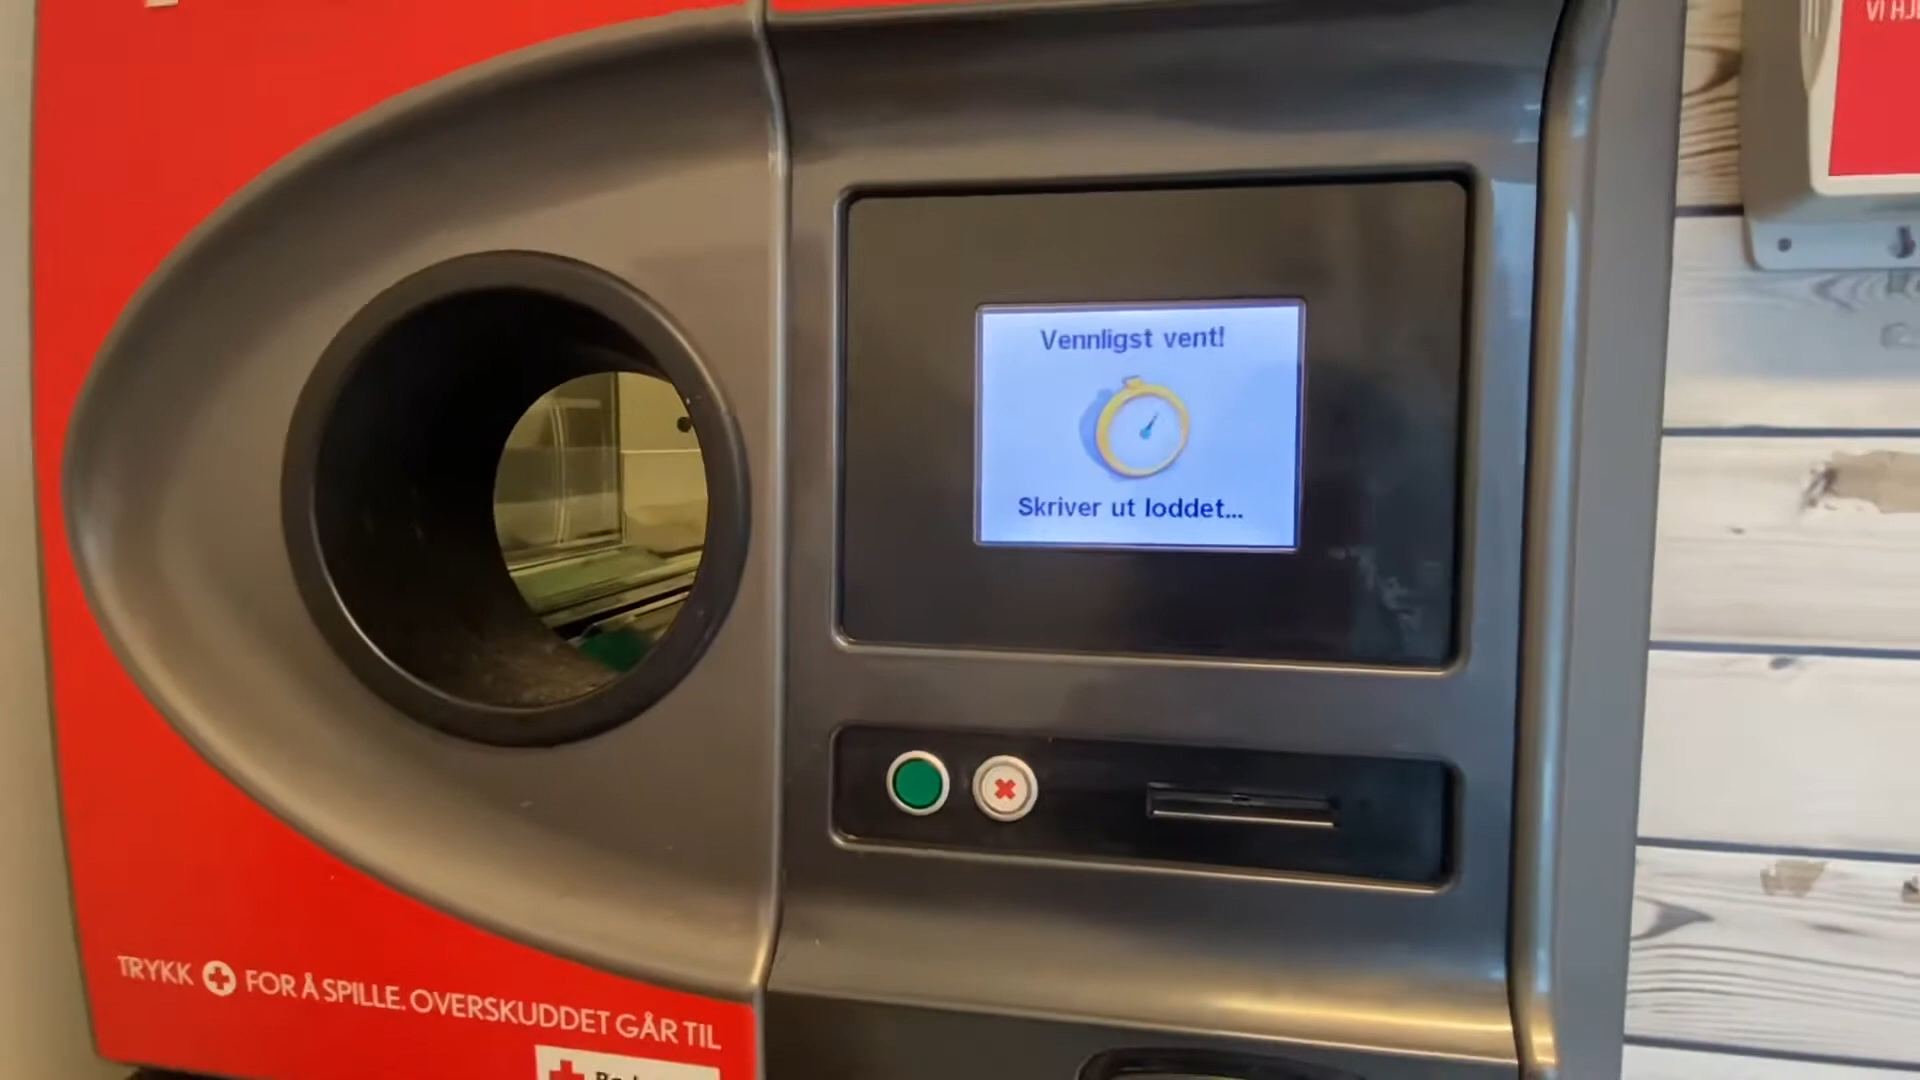 Vennligst vent!
Skriver ut loddet...
TRYKK FOR Å SPILLE. OVERSKUDDET GÅR TIL